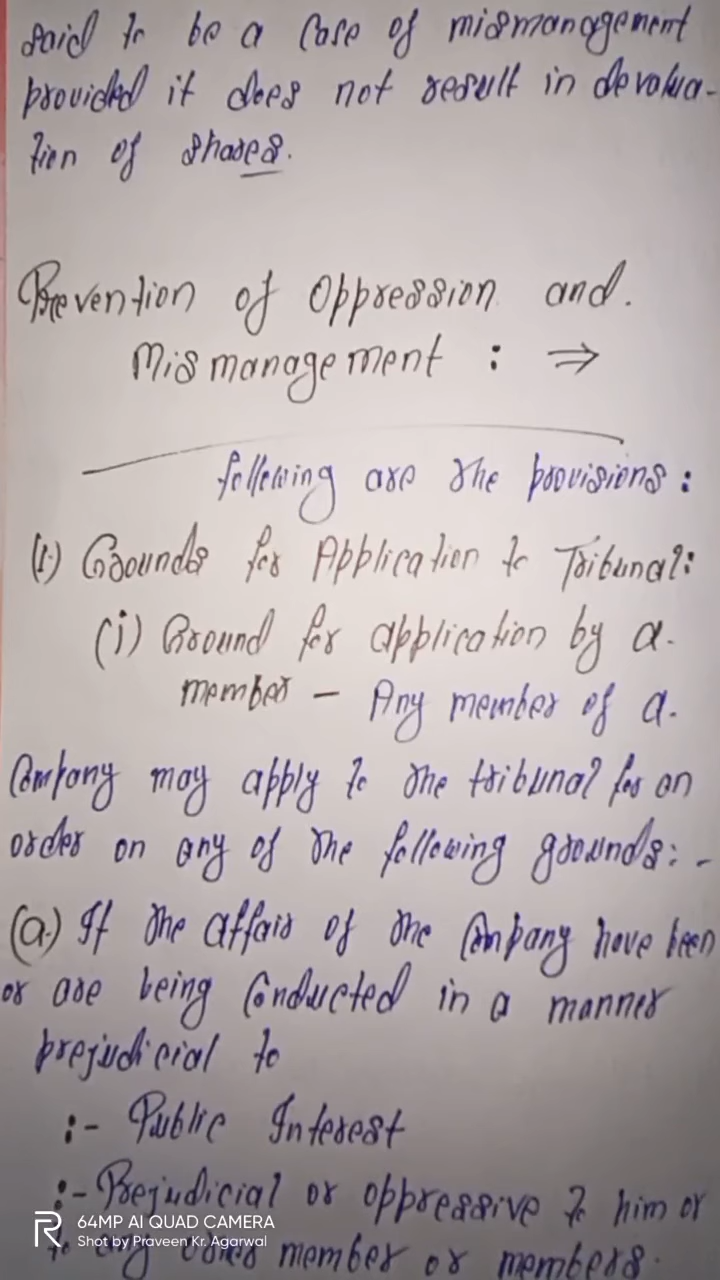 said to be a Case of mismanagement
provided it does not result in devalua-
tion of shares.
Prevention of Oppression and.
Mismanagement : ⇒
following are the provisions :
(1.) Grounds for Application to Tribunal:
(i) Ground for application by a.
member - Any member of a.
Company may apply to the tribunal for an
order on any of the following grounds: -
(a.) If the affair of the Company have been
or are being Conducted in a manner
prejudicial to
:- Public Interest
:- Prejudicial or oppressive to him or
to any other member or members.
64MP AI QUAD CAMERA
Shot by Praveen Kr. Agarwal